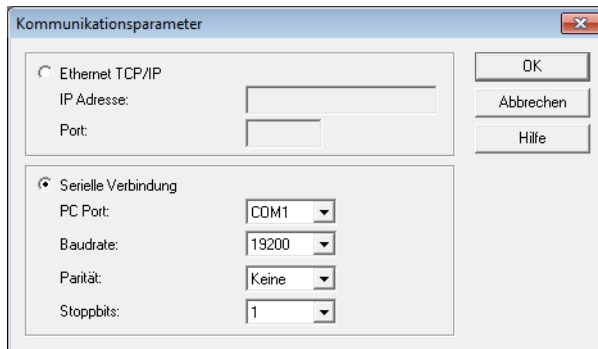 Kommunikationsparameter
Ethernet TCP/IP
IP Adresse:
Port:
OK
Abbrechen
Hilfe
Serielle Verbindung
PC Port: COM1
Baudrate: 19200
Parität: Keine
Stoppbits: 1